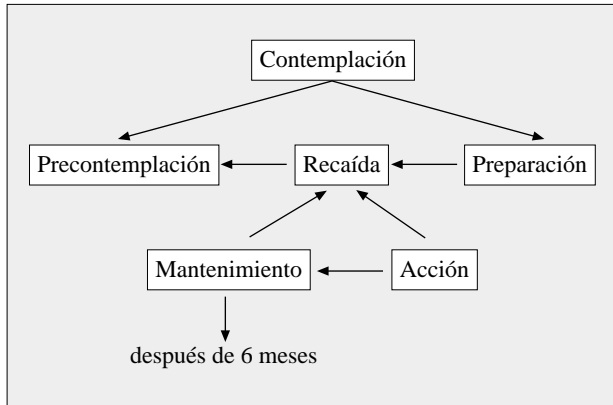 Contemplación
Precontemplación
Recaída
Preparación
Mantenimiento
Acción
después de 6 meses